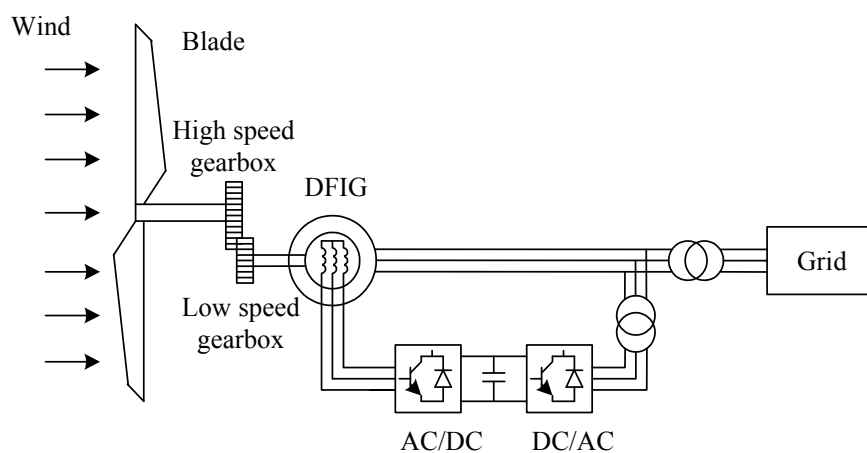 Wind
Blade
High speed
gearbox
DFIG
Grid
Low speed
gearbox
AC/DC
DC/AC